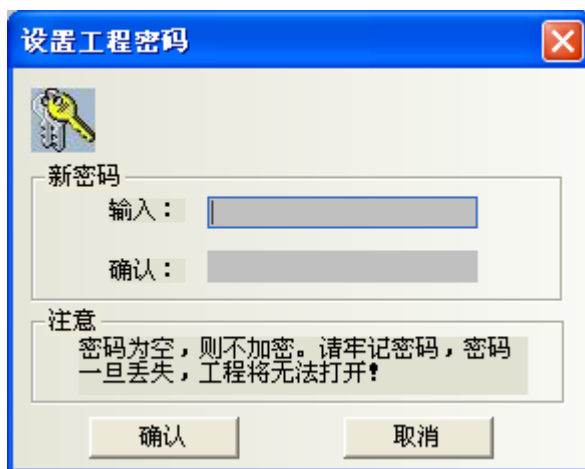 设置工程密码
新密码
输入：
确认：
注意
密码为空，则不加密。请牢记密码，密码
一旦丢失，工程将无法打开！
确认
取消